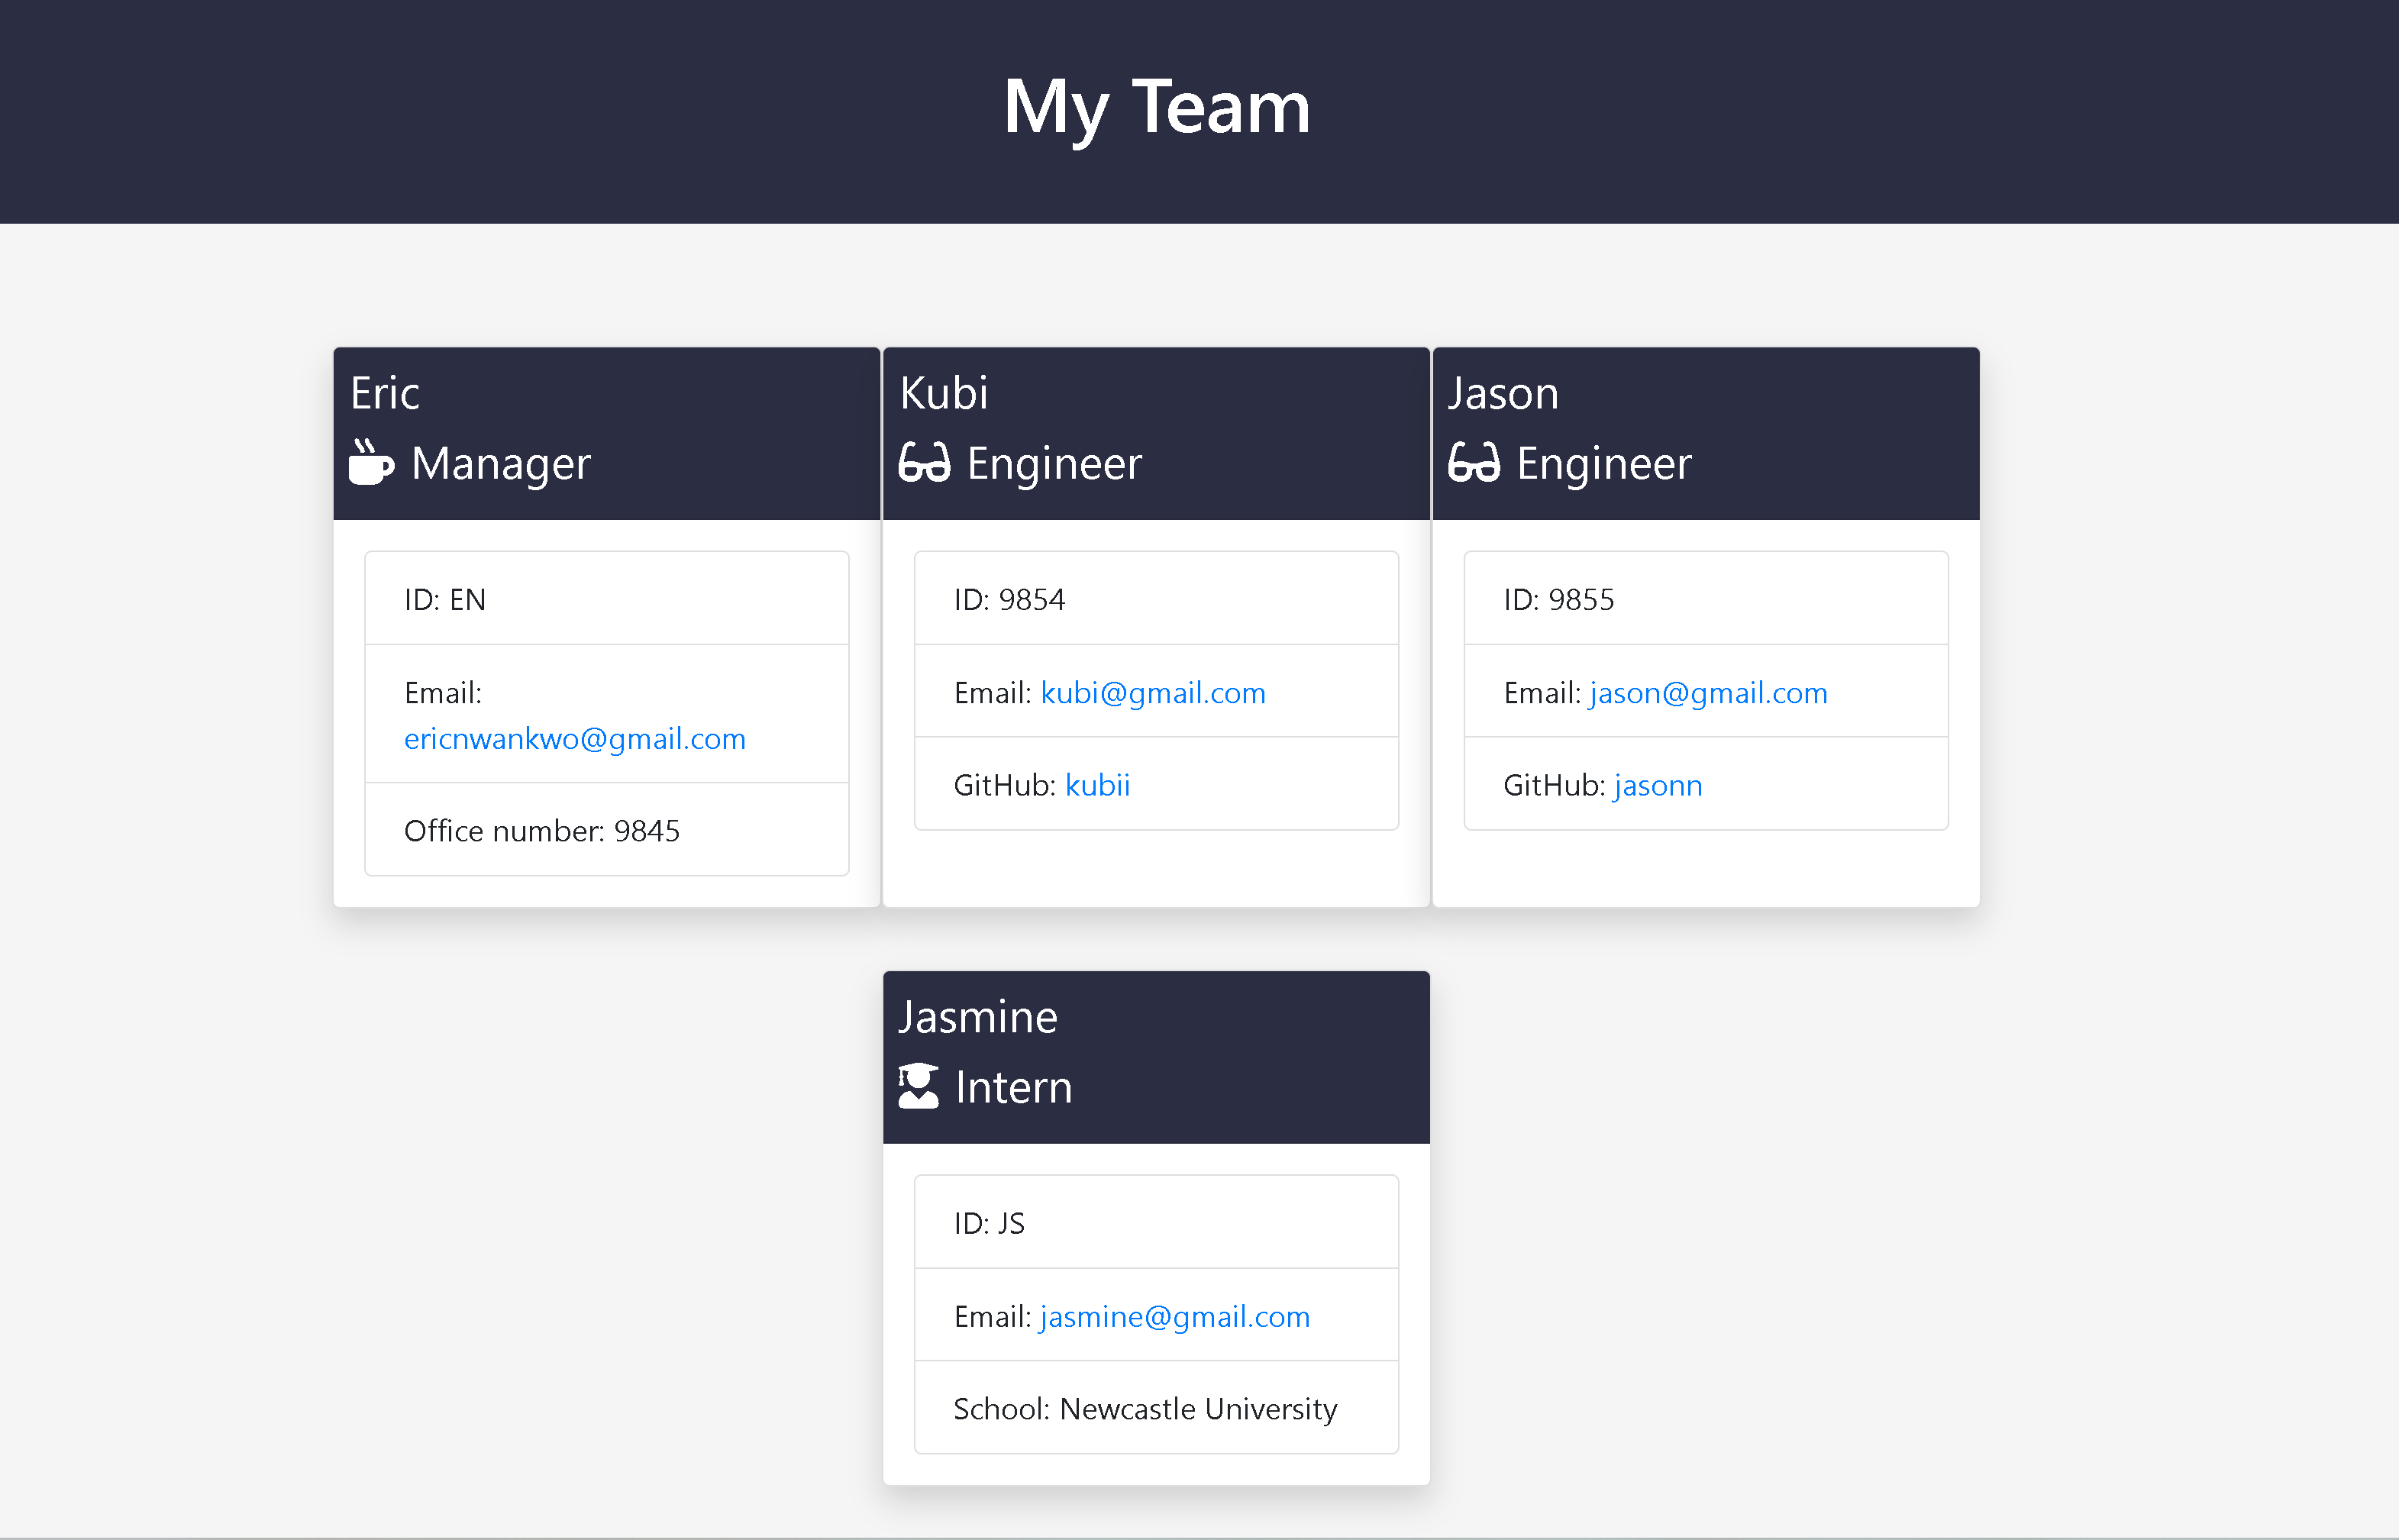 My Team
Eric
Manager
ID: EN
Email:
ericnwankwo@gmail.com
Office number: 9845
Kubi
Engineer
ID: 9854
Email: kubi@gmail.com
GitHub: kubii
Jason
Engineer
ID: 9855
Email: jason@gmail.com
GitHub: jasonn
Jasmine
Intern
ID: JS
Email: jasmine@gmail.com
School: Newcastle University